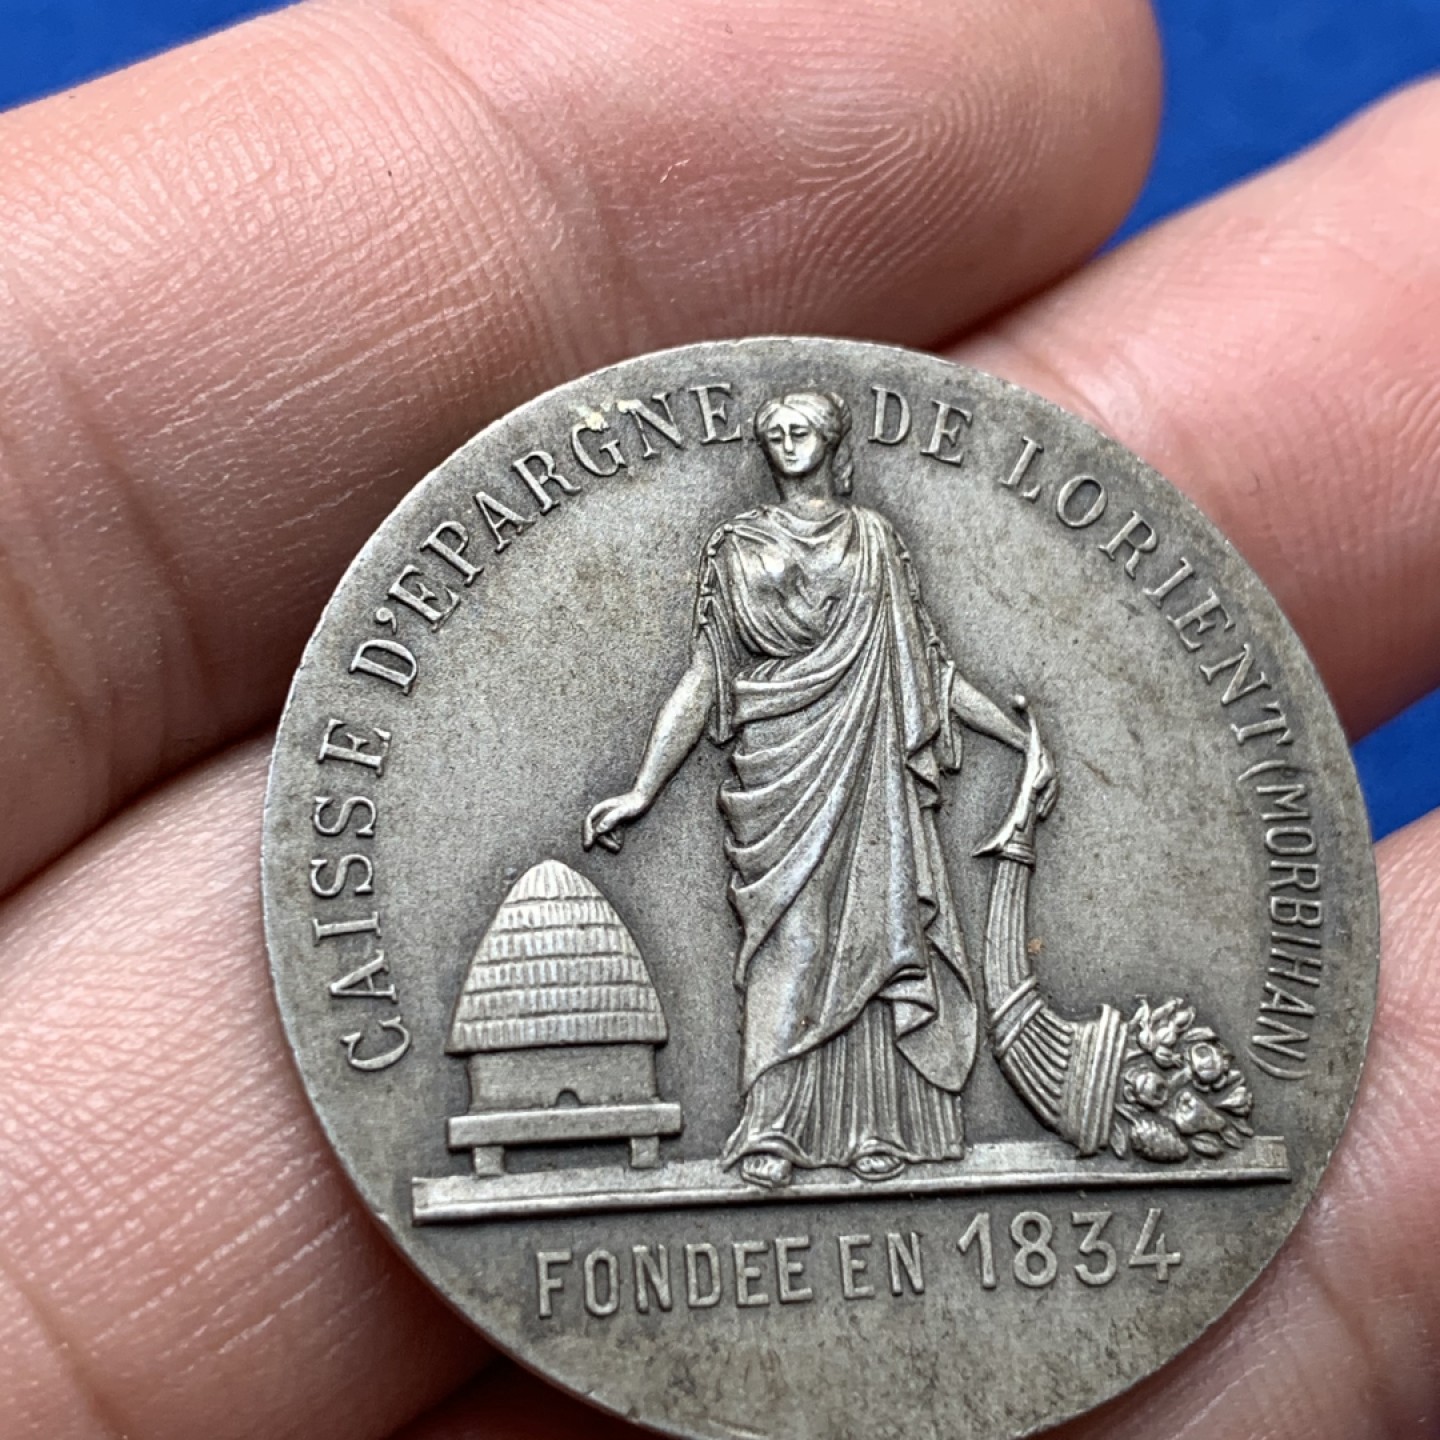 CAISSE D'EPARGNE DE LORIENT (MORBIHAN)
FONDEE EN 1834